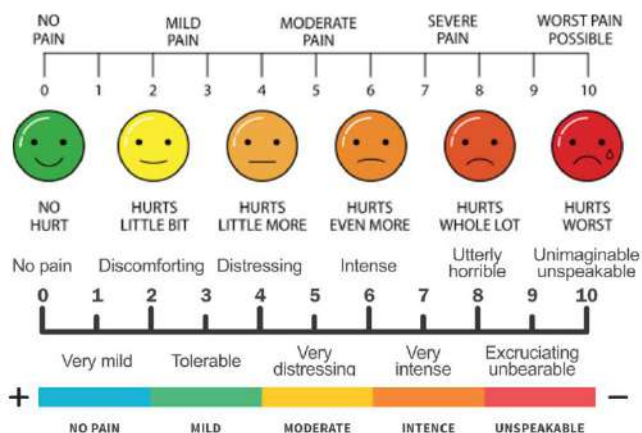 NO PAIN MILD PAIN MODERATE PAIN SEVERE PAIN WORST PAIN POSSIBLE
0 1 2 3 4 5 6 7 8 9 10
NO HURT HURTS LITTLE BIT HURTS LITTLE MORE HURTS EVEN MORE HURTS WHOLE LOT HURTS WORST
No pain Discomforting Distressing Intense Utterly horrible Unimaginable unspeakable
0 1 2 3 4 5 6 7 8 9 10
Very mild Tolerable Very distressing Very intense Excruciating unbearable
+ −
NO PAIN MILD MODERATE INTENCE UNSPEAKABLE